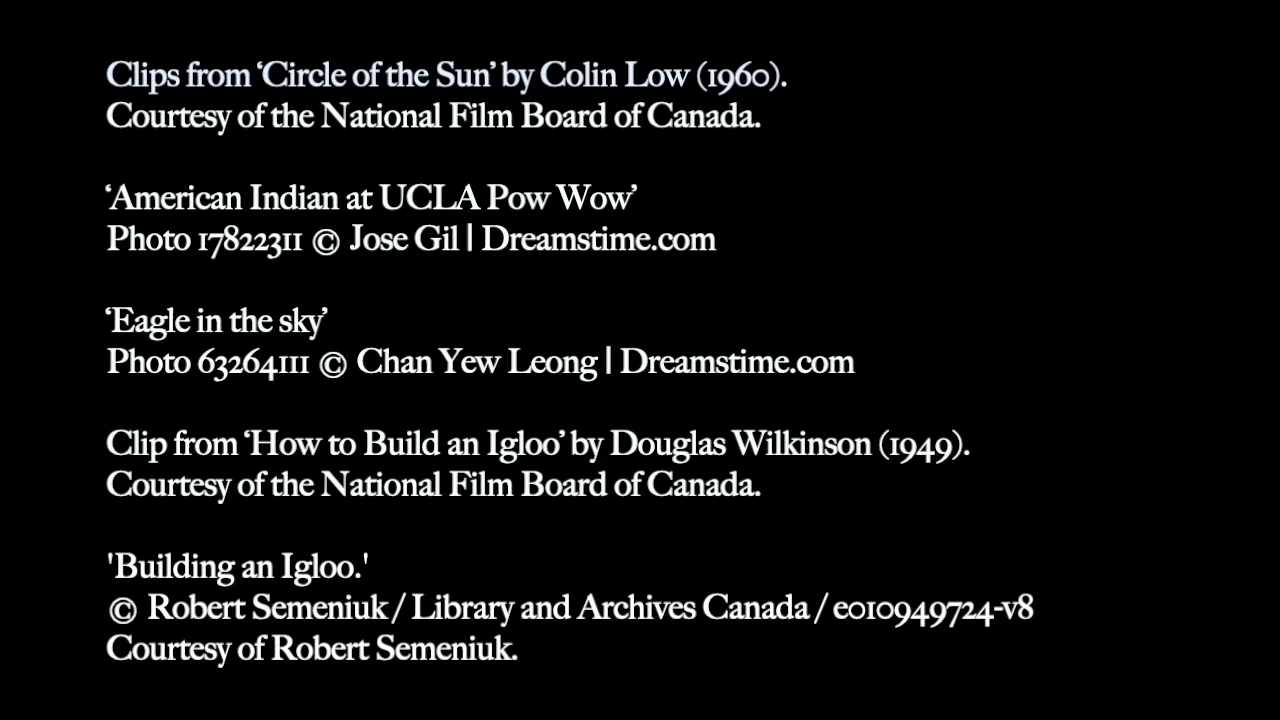 Clips from ‘Circle of the Sun’ by Colin Low (1960).
Courtesy of the National Film Board of Canada.
‘American Indian at UCLA Pow Wow’
Photo 17822311 © Jose Gil | Dreamstime.com
‘Eagle in the sky’
Photo 63264111 © Chan Yew Leong | Dreamstime.com
Clip from ‘How to Build an Igloo’ by Douglas Wilkinson (1949).
Courtesy of the National Film Board of Canada.
'Building an Igloo.'
© Robert Semeniuk / Library and Archives Canada / e010949724-v8
Courtesy of Robert Semeniuk.